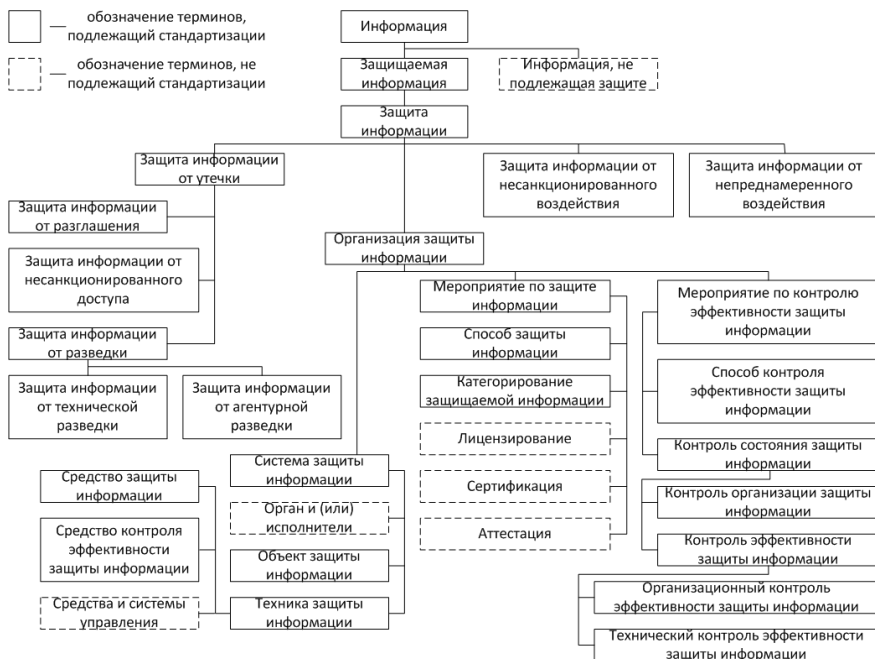 — обозначение терминов,
подлежащий стандартизации
— обозначение терминов, не
подлежащий стандартизации
Информация
Защищаемая
информация
Информация, не
подлежащая защите
Защита
информации
Защита информации
от утечки
Защита информации от
несанкционированного
воздействия
Защита информации от
непреднамеренного
воздействия
Защита информации
от разглашения
Защита информации от
несанкционированного
доступа
Защита информации
от разведки
Защита информации
от технической
разведки
Защита информации
от агентурной
разведки
Организация защиты
информации
Мероприятие по защите
информации
Способ защиты
информации
Категорирование
защищаемой информации
Лицензирование
Сертификация
Аттестация
Мероприятие по контролю
эффективности защиты
информации
Способ контроля
эффективности защиты
информации
Контроль состояния защиты
информации
Контроль организации защиты
информации
Контроль эффективности
защиты информации
Организационный контроль
эффективности защиты информации
Технический контроль эффективности
защиты информации
Система защиты
информации
Орган и (или)
исполнители
Объект защиты
информации
Техника защиты
информации
Средство защиты
информации
Средство контроля
эффективности
защиты информации
Средства и системы
управления